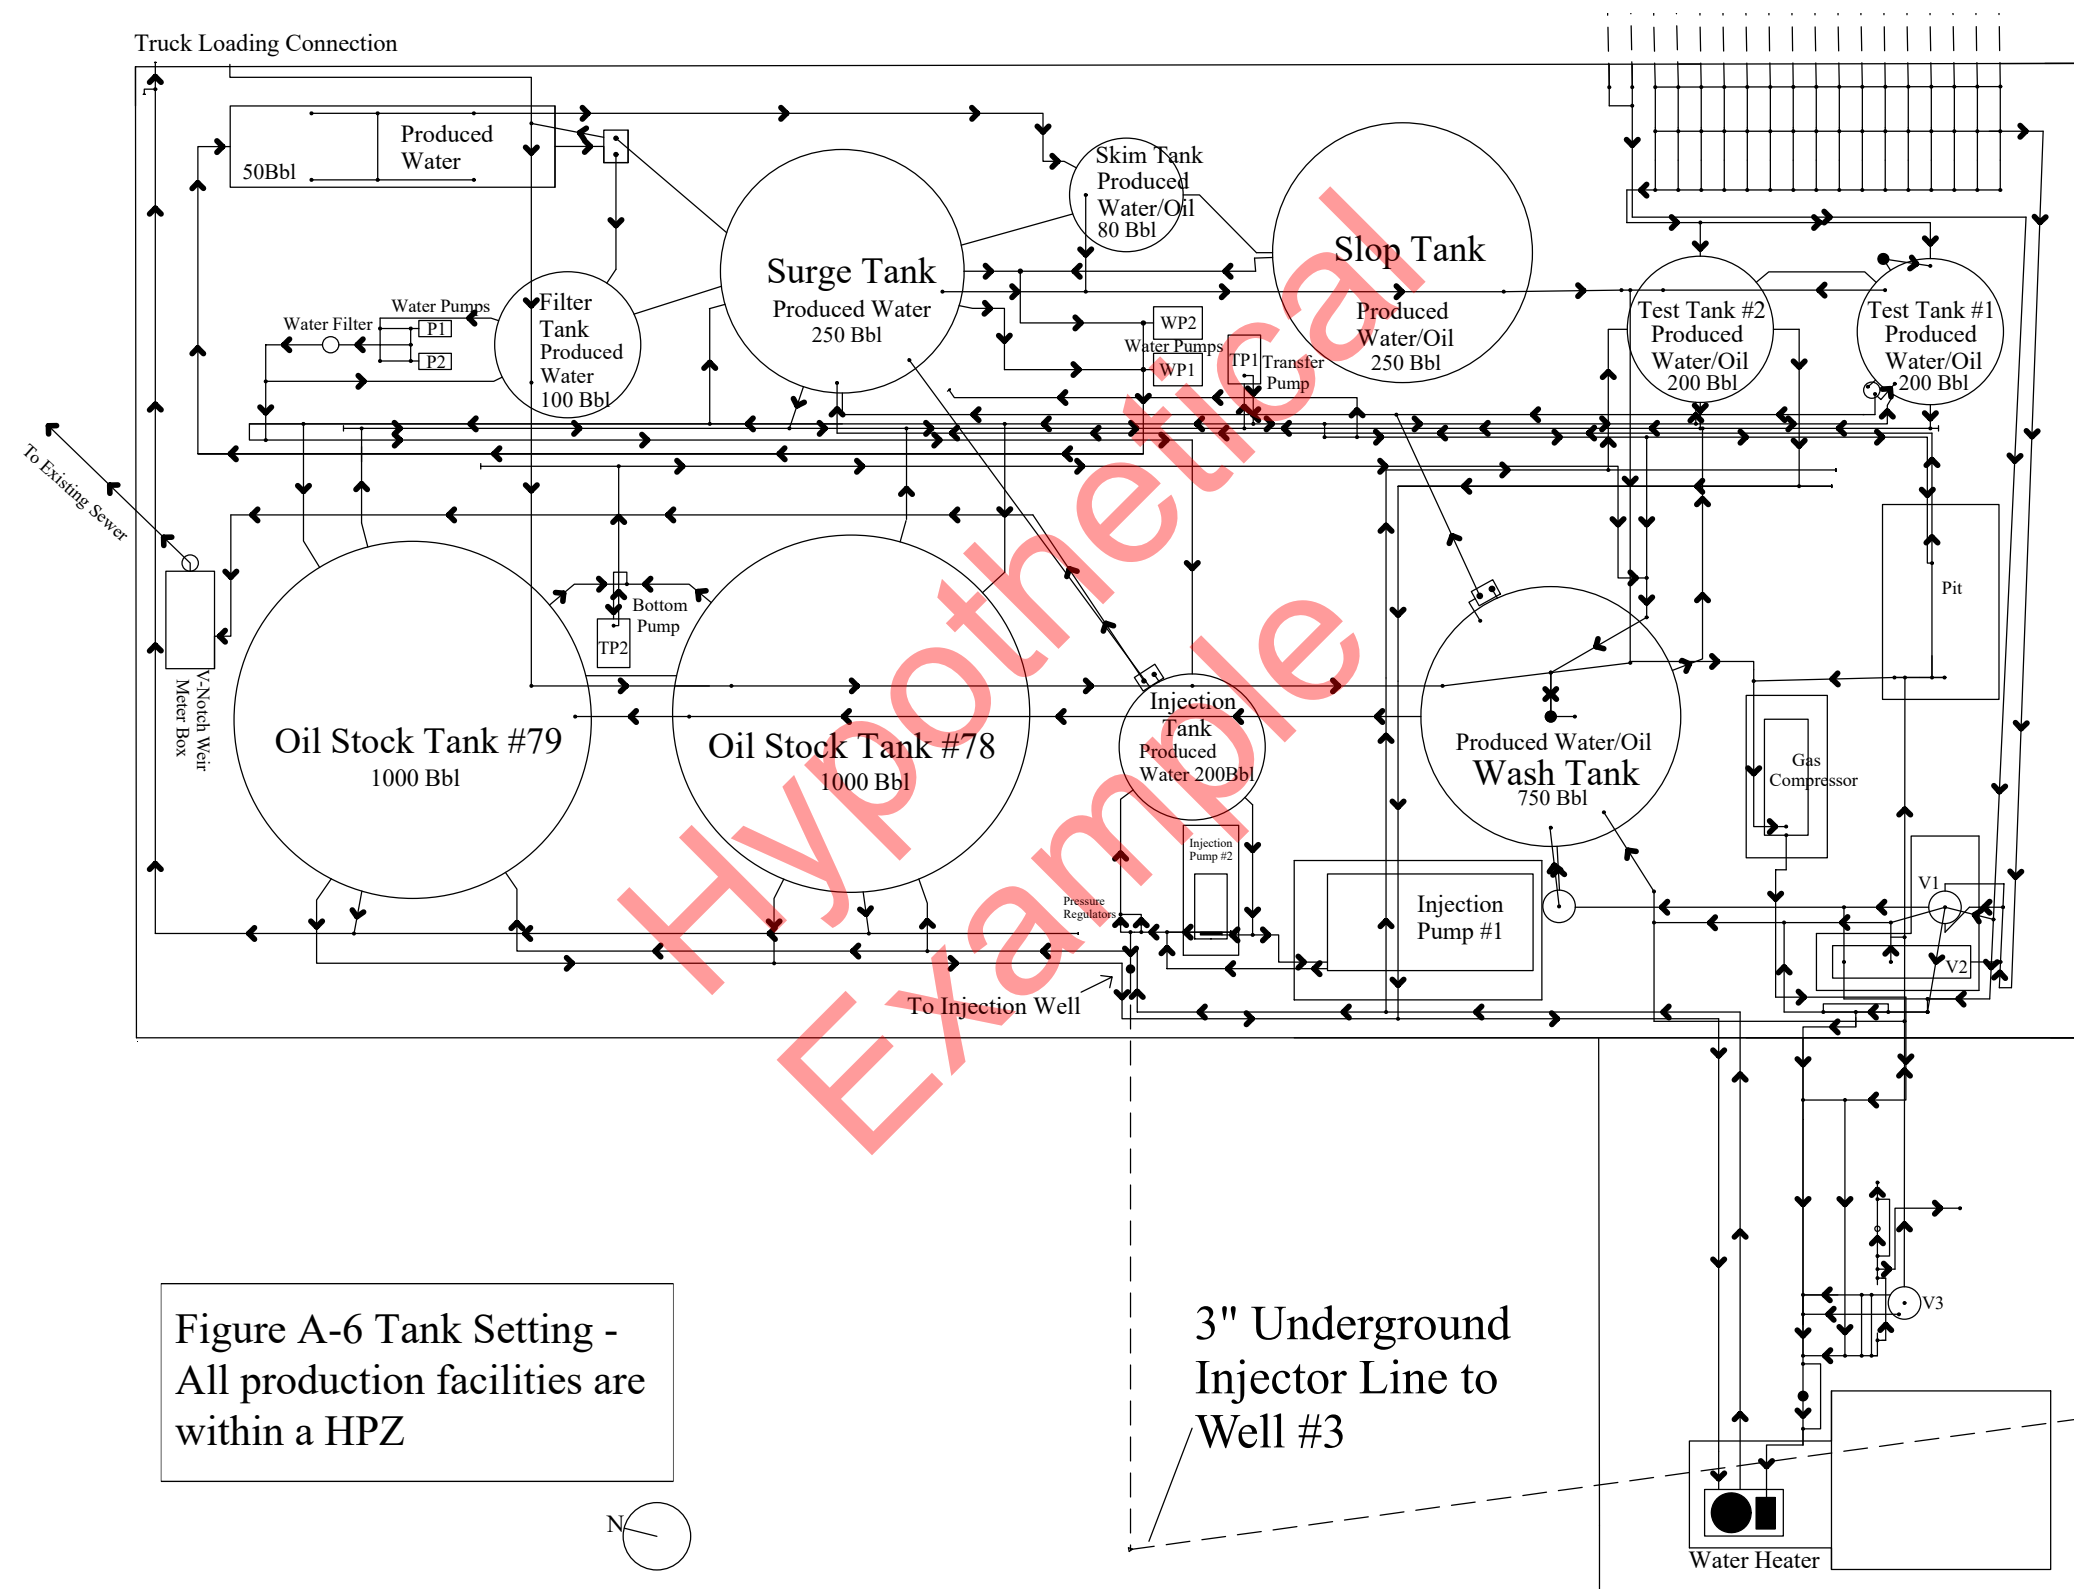 Truck Loading Connection
Produced
Water
50Bbl
Skim Tank
Produced
Water/Oil
80 Bbl
Surge Tank
Produced Water
250 Bbl
Slop Tank
Produced
Water/Oil
250 Bbl
Test Tank #2
Produced
Water/Oil
200 Bbl
Test Tank #1
Produced
Water/Oil
200 Bbl
Filter
Tank
Produced
Water
100 Bbl
Water Pumps
Water Filter
P1
P2
WP2
Water Pumps
WP1
TP1
Transfer
Pump
To Existing Sewer
V-Notch Weir
Meter Box
Bottom
Pump
TP2
Oil Stock Tank #79
1000 Bbl
Oil Stock Tank #78
1000 Bbl
Injection
Tank
Produced
Water 200Bbl
Produced Water/Oil
Wash Tank
750 Bbl
Pit
Gas
Compressor
Injection
Pump #2
Pressure
Regulators
Injection
Pump #1
V1
V2
To Injection Well
V3
Hypothetical
Example
Figure A-6 Tank Setting -
All production facilities are
within a HPZ
N
3" Underground
Injector Line to
Well #3
Water Heater